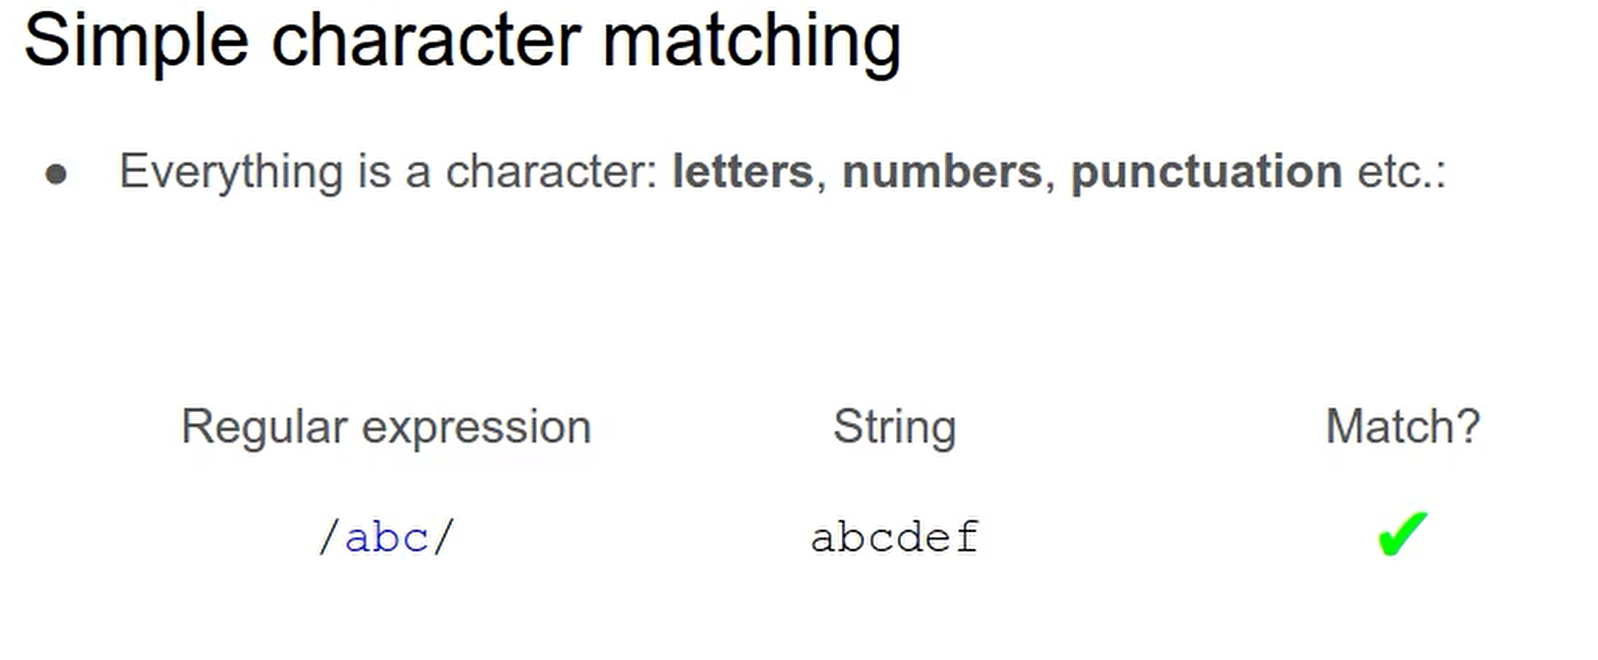 Simple character matching
● Everything is a character: letters, numbers, punctuation etc.:
Regular expression String Match?
/abc/ abcdef ✔